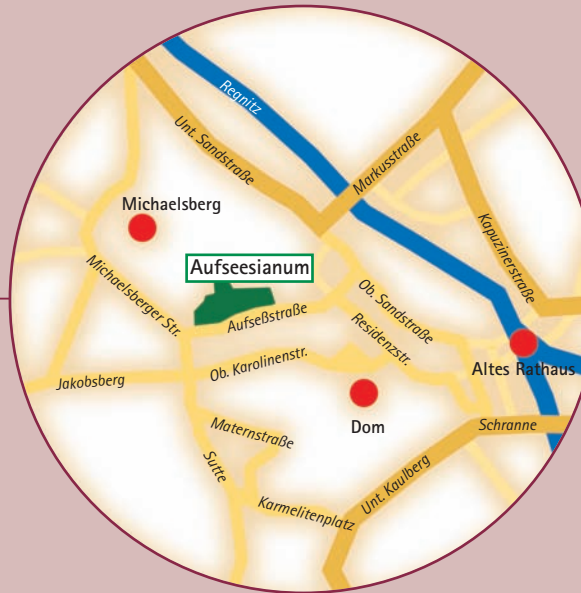 Regnitz
Unt. Sandstraße
Markusstraße
Michaelsberg
Kapuzinerstraße
Aufseesianum
Michaelsberger Str.
Aufseßstraße
Ob. Sandstraße
Residenzstr.
Ob. Karolinenstr.
Altes Rathaus
Jakobsberg
Dom
Schranne
Maternstraße
Sutte
Unt. Kaulberg
Karmelitenplatz